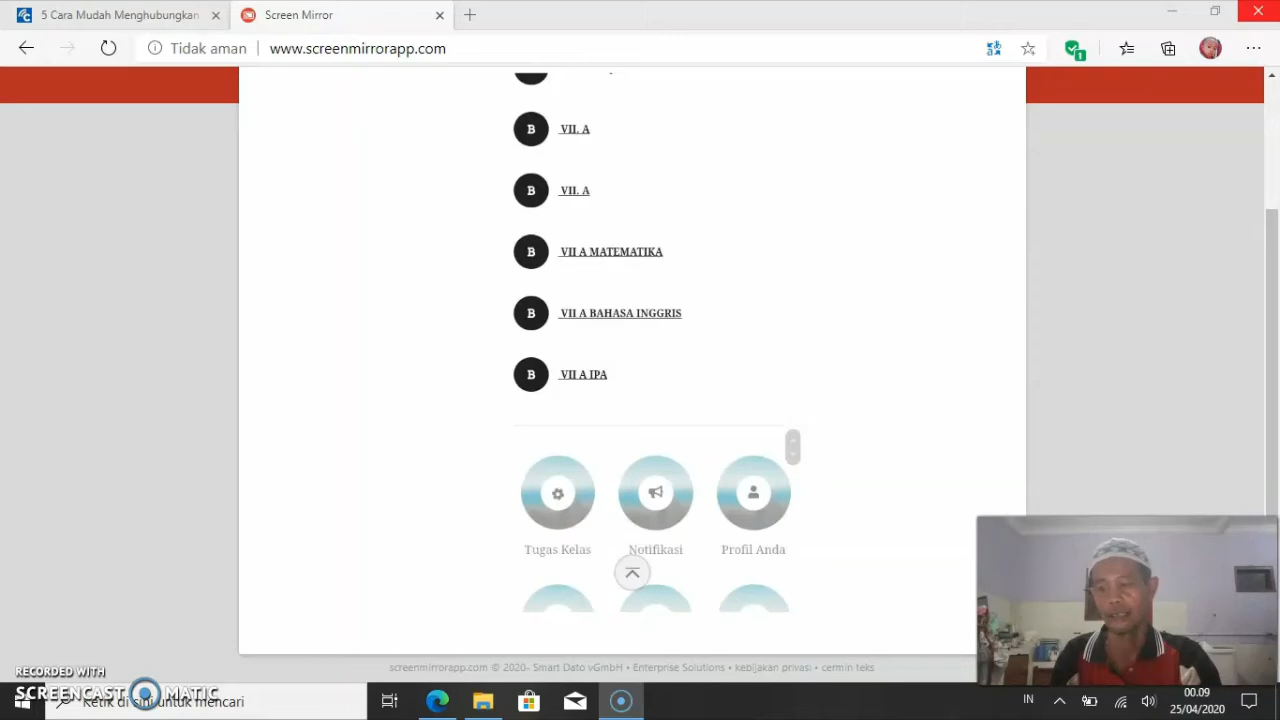 5 Cara Mudah Menghubungkan
Screen Mirror
Tidak aman
www.screenmirrorapp.com
1
B VII. A
B VII. A
B VII A MATEMATIKA
B VII A BAHASA INGGRIS
B VII A IPA
Tugas Kelas
Notifikasi
Profil Anda
screenmirrorapp.com © 2020- Smart Dato vGmbH • Enterprise Solutions • kebijakan privasi • cermin teks
RECORDED WITH
SCREENCAST MATIC
Ketik di sini untuk mencari
IN
00.09
25/04/2020